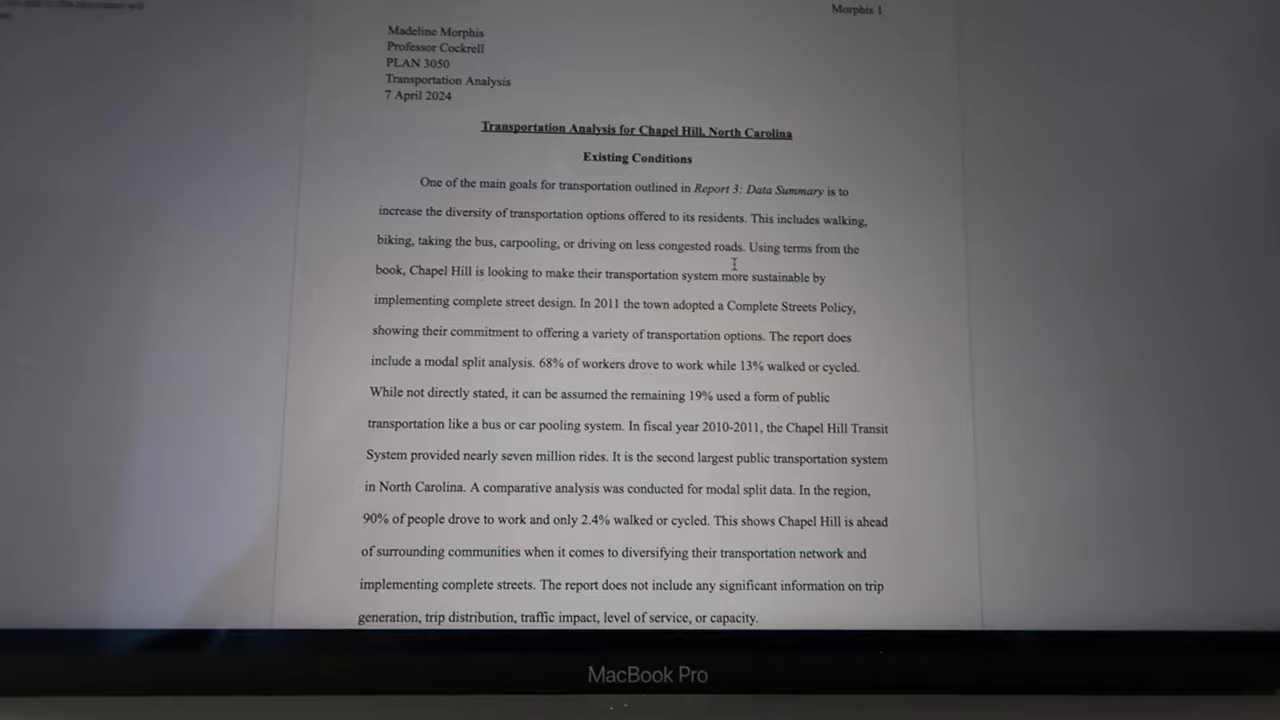 Morphis 1
Madeline Morphis
Professor Cockrell
PLAN 3050
Transportation Analysis
7 April 2024
Transportation Analysis for Chapel Hill, North Carolina
Existing Conditions
One of the main goals for transportation outlined in Report 3: Data Summary is to
increase the diversity of transportation options offered to its residents. This includes walking,
biking, taking the bus, carpooling, or driving on less congested roads. Using terms from the
book, Chapel Hill is looking to make their transportation system more sustainable by
implementing complete street design. In 2011 the town adopted a Complete Streets Policy,
showing their commitment to offering a variety of transportation options. The report does
include a modal split analysis. 68% of workers drove to work while 13% walked or cycled.
While not directly stated, it can be assumed the remaining 19% used a form of public
transportation like a bus or car pooling system. In fiscal year 2010-2011, the Chapel Hill Transit
System provided nearly seven million rides. It is the second largest public transportation system
in North Carolina. A comparative analysis was conducted for modal split data. In the region,
90% of people drove to work and only 2.4% walked or cycled. This shows Chapel Hill is ahead
of surrounding communities when it comes to diversifying their transportation network and
implementing complete streets. The report does not include any significant information on trip
generation, trip distribution, traffic impact, level of service, or capacity.
MacBook Pro